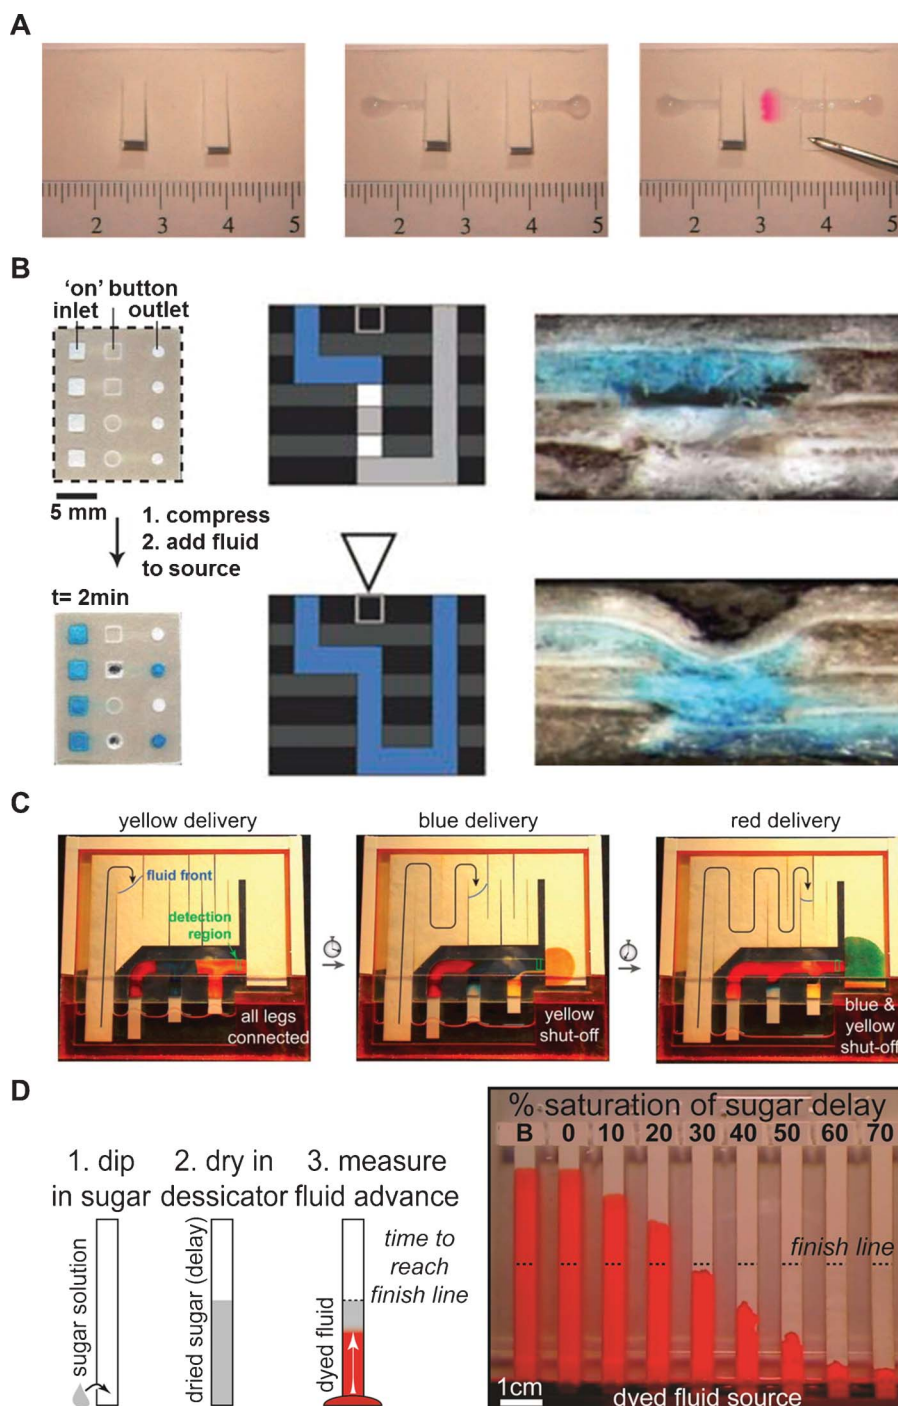 A
2 3 4 5
2 3 4 5
2 3 4 5
B
'on' button
inlet outlet
5 mm
1. compress
2. add fluid
to source
t= 2min
C
yellow delivery
fluid front
detection
region
all legs
connected
blue delivery
yellow
shut-off
red delivery
blue &
yellow
shut-off
D
1. dip
in sugar
sugar solution
2. dry in
dessicator
dried sugar (delay)
3. measure
fluid advance
dyed fluid
time to
reach
finish line
% saturation of sugar delay
B 0 10 20 30 40 50 60 70
finish line
1cm
dyed fluid source